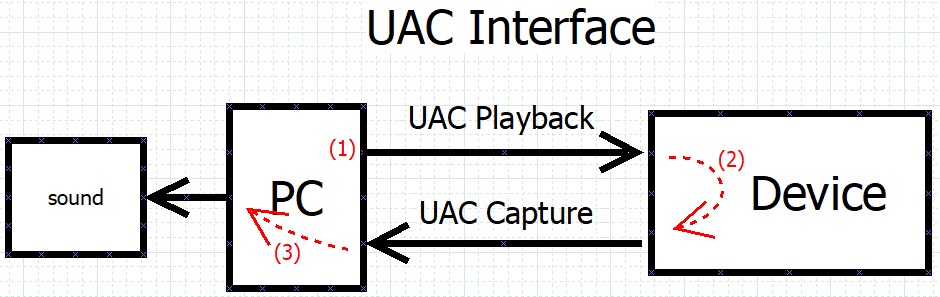 UAC Interface
UAC Playback
(1)
(2)
sound
PC
Device
UAC Capture
(3)